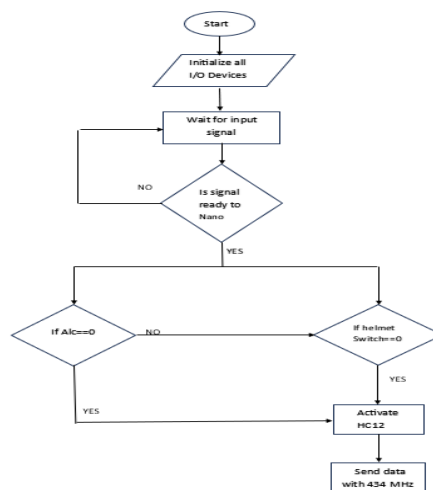 Start
Initialize all
I/O Devices
Wait for input
signal
NO
Is signal
ready to
Nano
YES
If Alc==0
NO
If helmet
Switch==0
YES
YES
Activate
HC12
Send data
with 434 MHz